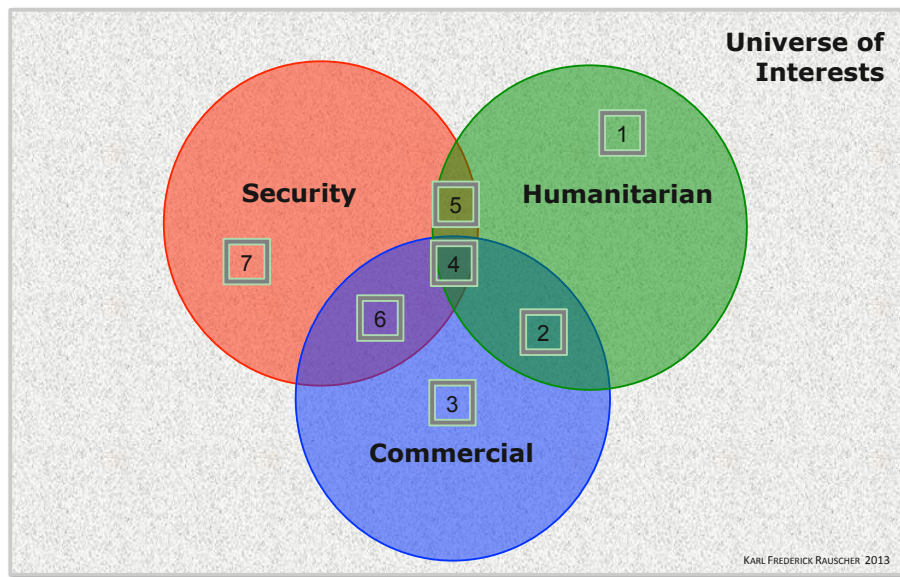 Universe of
Interests
1
Security
5
Humanitarian
7
4
6
2
3
Commercial
KARL FREDERICK RAUSCHER 2013